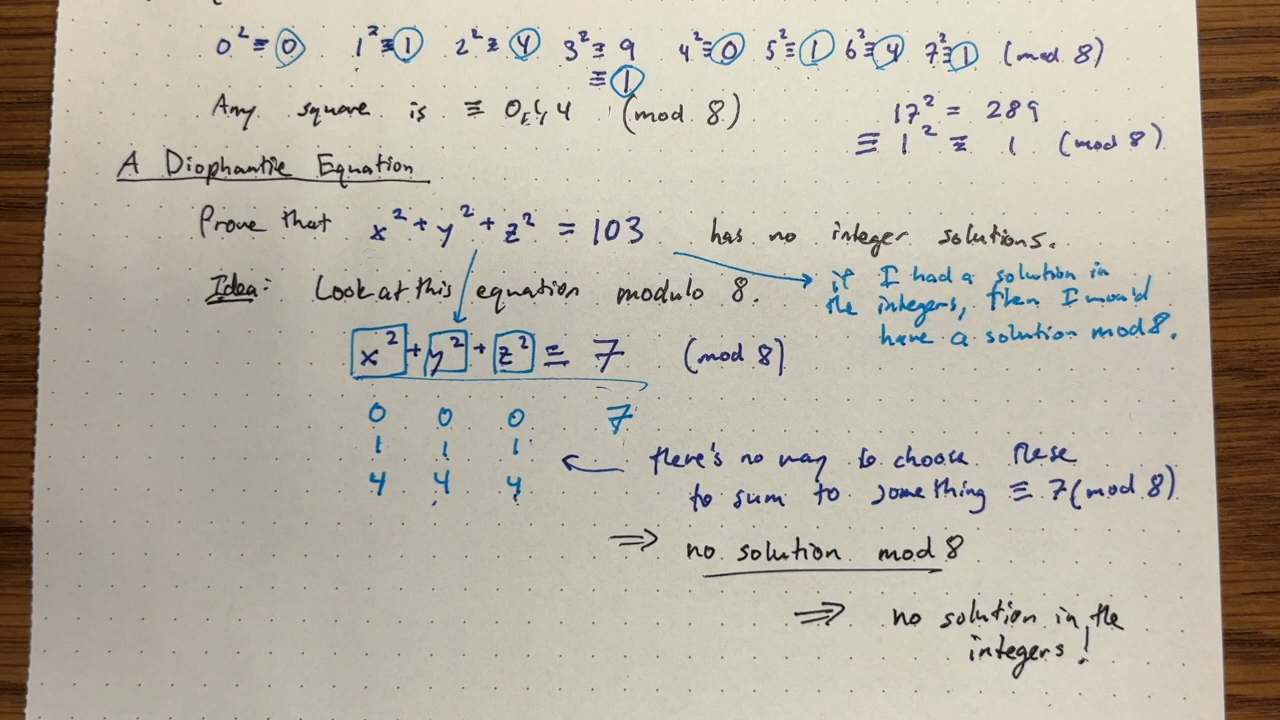 0² ≡ 0 1² ≡ 1 2² ≡ 4 3² ≡ 9 4² ≡ 0 5² ≡ 1 6² ≡ 4 7² ≡ 1 (mod 8)
≡ 1
Any square is ≡ 0,1,4 (mod 8)
17² = 289
≡ 1² ≡ 1 (mod 8)
A Diophantie Equation
Prove that x² + y² + z² = 103 has no integer solutions.
Idea: Look at this equation modulo 8.
if I had a solution in
the integers, then I would
have a solution mod 8.
x² + y² + z² ≡ 7 (mod 8)
0 0 0 7
1 1 1
4 4 4
there's no way to choose these
to sum to something ≡ 7 (mod 8)
⇒ no solution mod 8
⇒ no solution in the
integers!